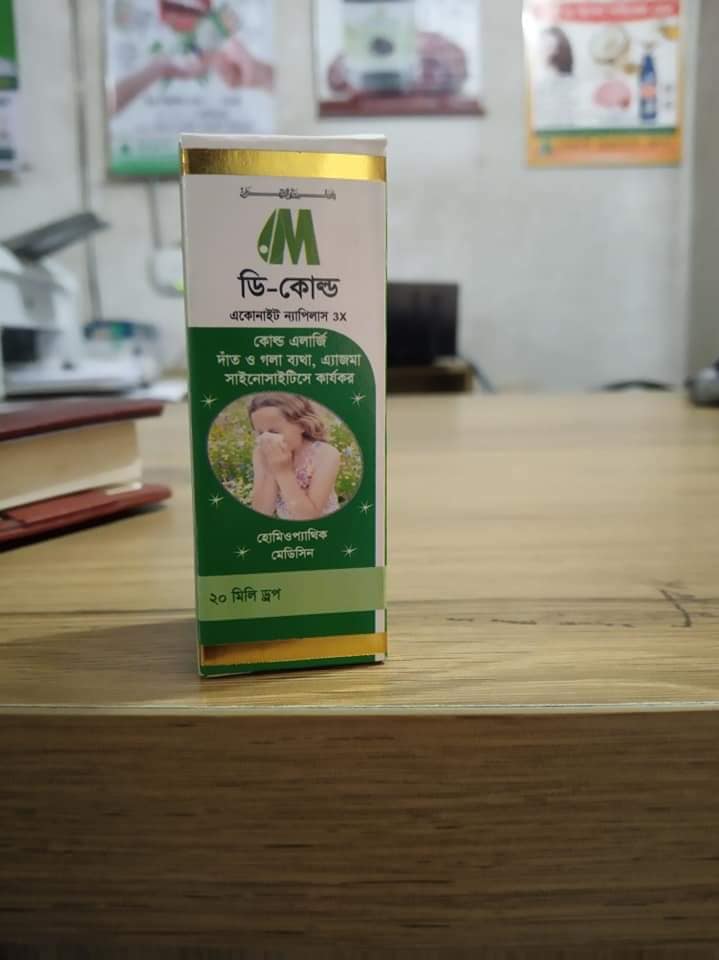 M
ডি-কোল্ড
একোনাইট ন্যাপিলাস 3X
কোল্ড এলার্জি
দাঁত ও গলা ব্যথা, এ্যাজমা
সাইনোসাইটিসে কার্যকর
হোমিওপ্যাথিক
মেডিসিন
২০ মিলি ড্রপ